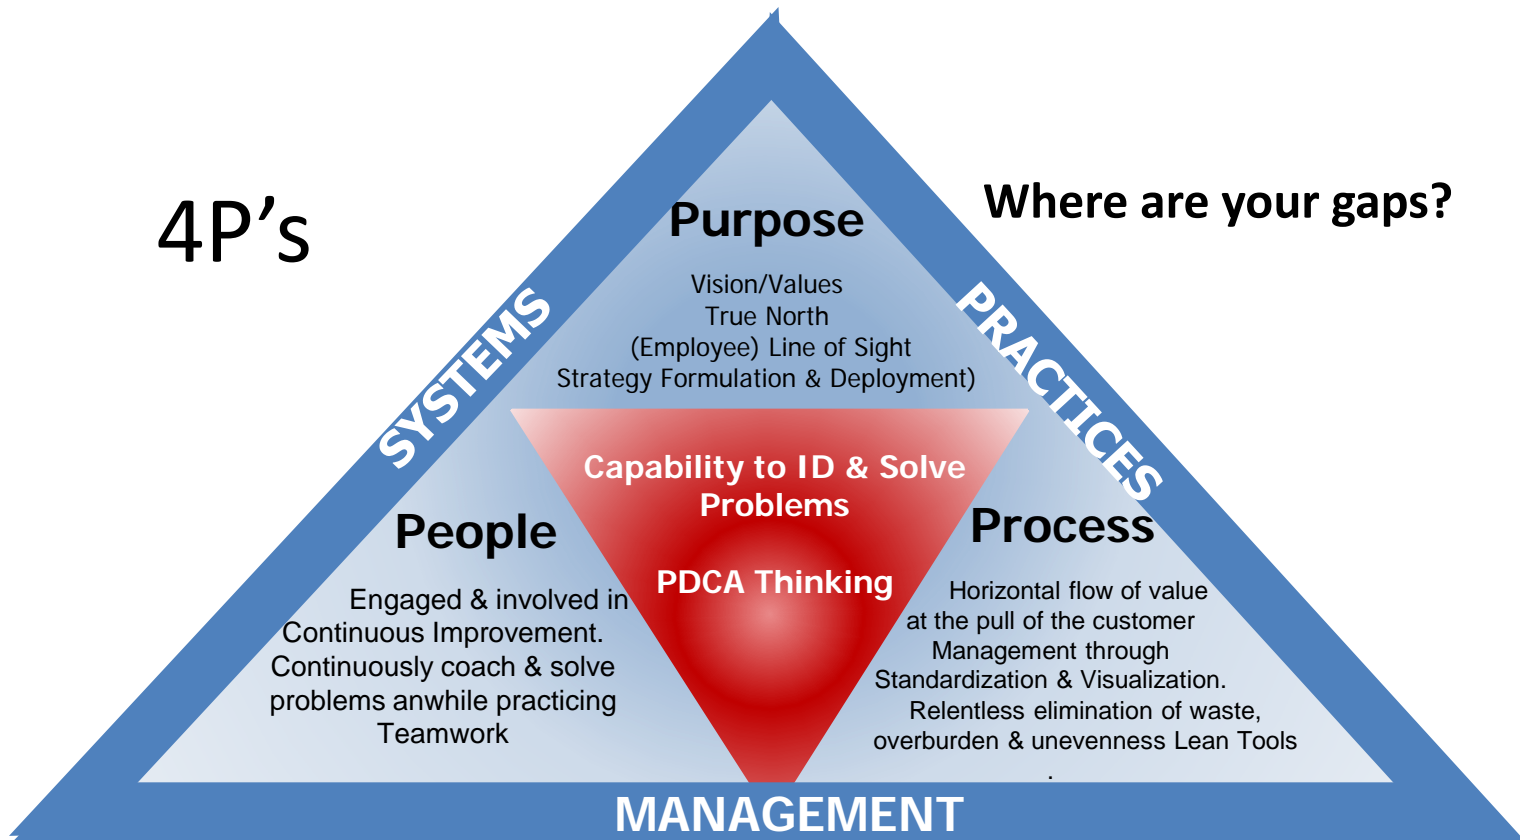 4P's
Where are your gaps?
SYSTEMS
PRACTICES
Purpose
Vision/Values
True North
(Employee) Line of Sight
Strategy Formulation & Deployment)
Capability to ID & Solve
Problems
PDCA Thinking
People
Engaged & involved in
Continuous Improvement.
Continuously coach & solve
problems anwhile practicing
Teamwork
Process
Horizontal flow of value
at the pull of the customer
Management through
Standardization & Visualization.
Relentless elimination of waste,
overburden & unevenness Lean Tools
.
MANAGEMENT